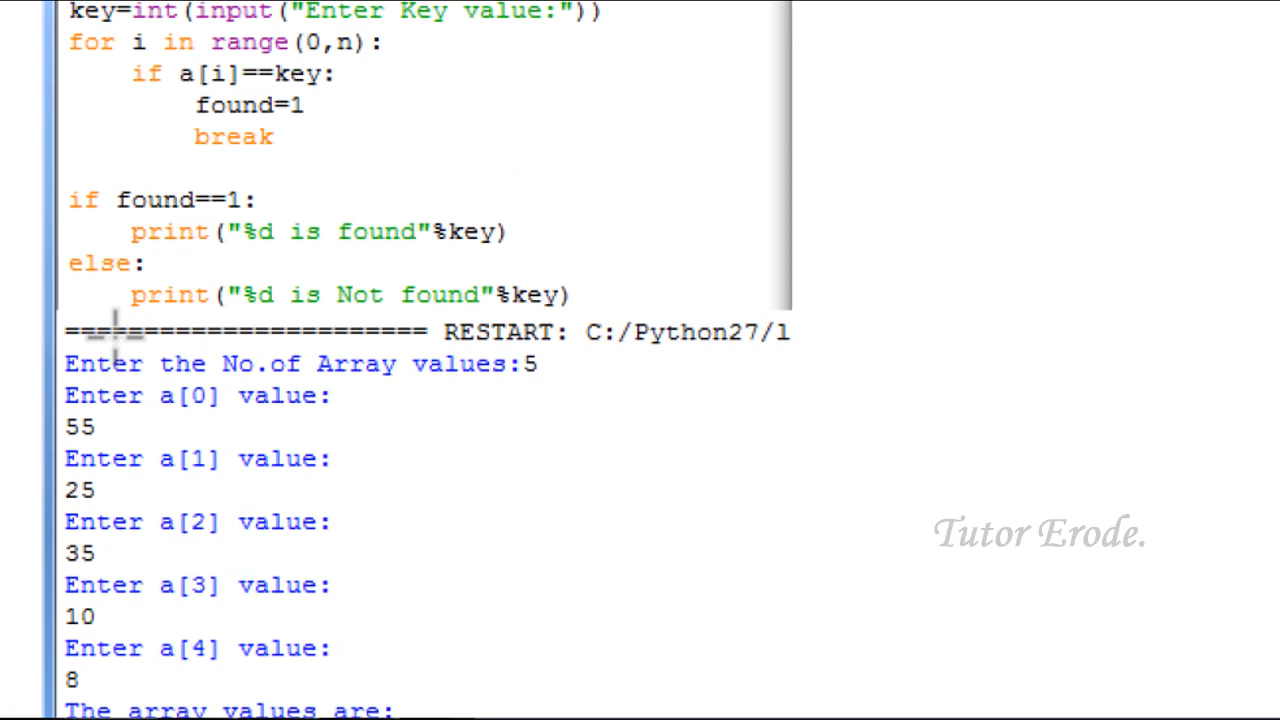 key=int(input("Enter Key value:"))
for i in range(0,n):
    if a[i]==key:
        found=1
        break
if found==1:
    print("%d is found"%key)
else:
    print("%d is Not found"%key)
======================= RESTART: C:/Python27/l
Enter the No.of Array values:5
Enter a[0] value:
55
Enter a[1] value:
25
Enter a[2] value:
35
Enter a[3] value:
10
Enter a[4] value:
8
The array values are:
Tutor Erode.